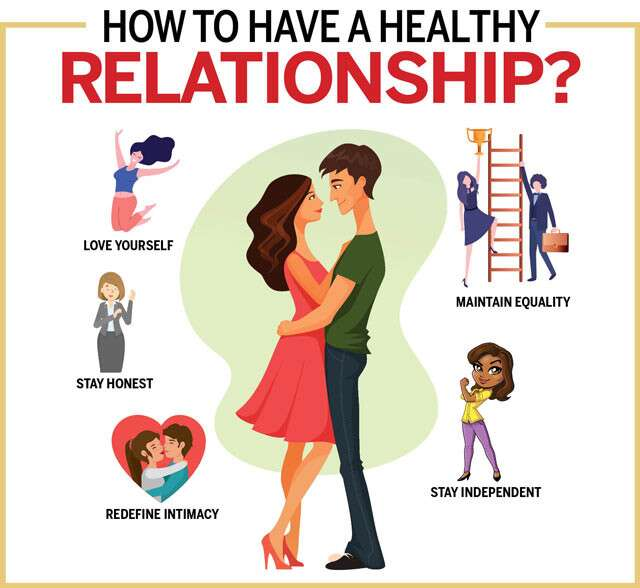 HOW TO HAVE A HEALTHY
RELATIONSHIP?
LOVE YOURSELF
STAY HONEST
REDEFINE INTIMACY
MAINTAIN EQUALITY
STAY INDEPENDENT